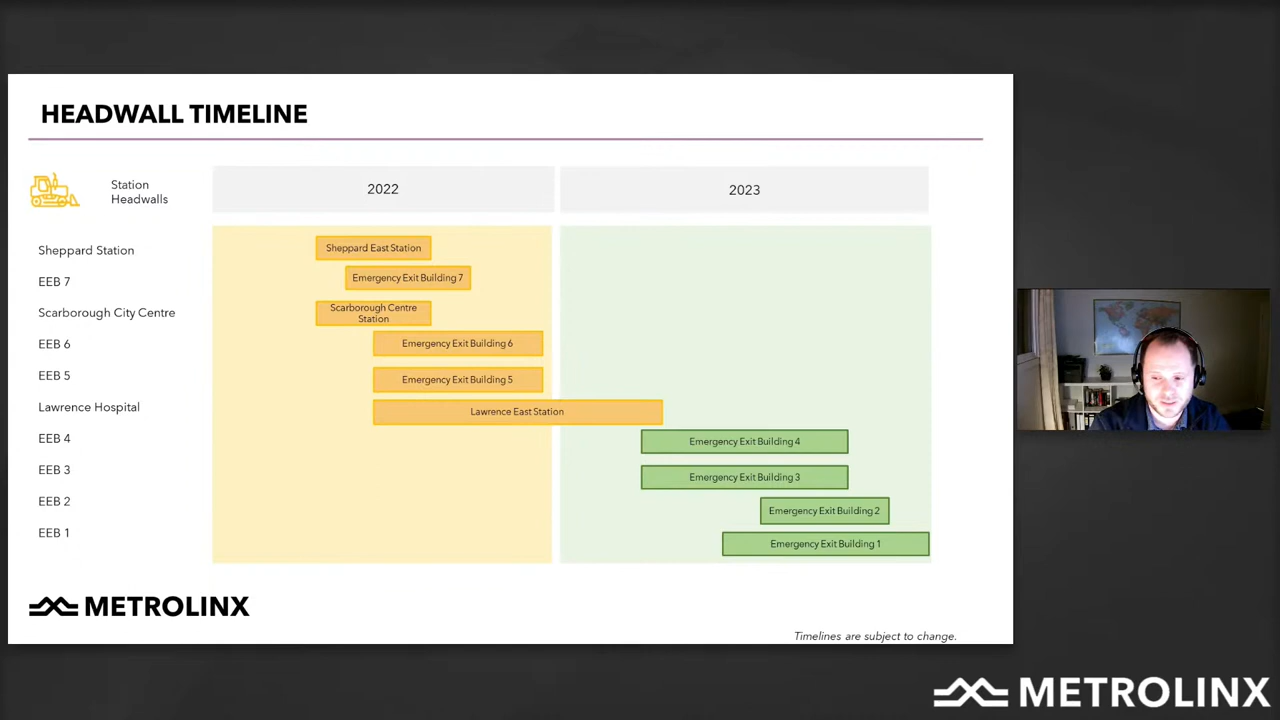 HEADWALL TIMELINE
Station
Headwalls
2022
2023
Sheppard Station
Sheppard East Station
EEB 7
Emergency Exit Building 7
Scarborough City Centre
Scarborough Centre
Station
EEB 6
Emergency Exit Building 6
EEB 5
Emergency Exit Building 5
Lawrence Hospital
Lawrence East Station
EEB 4
Emergency Exit Building 4
EEB 3
Emergency Exit Building 3
EEB 2
Emergency Exit Building 2
EEB 1
Emergency Exit Building 1
METROLINX
Timelines are subject to change.
METROLINX